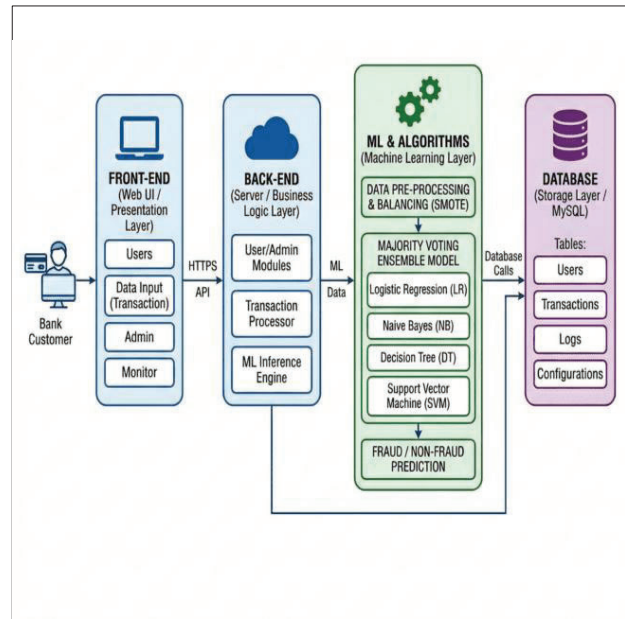 Bank
Customer
FRONT-END
(Web UI /
Presentation
Layer)
Users
Data Input
(Transaction)
Admin
Monitor
HTTPS
API
BACK-END
(Server / Business
Logic Layer)
User/Admin
Modules
Transaction
Processor
ML Inference
Engine
ML
Data
ML & ALGORITHMS
(Machine Learning Layer)
DATA PRE-PROCESSING
& BALANCING (SMOTE)
MAJORITY VOTING
ENSEMBLE MODEL
Logistic Regression (LR)
Naive Bayes (NB)
Decision Tree (DT)
Support Vector
Machine (SVM)
FRAUD / NON-FRAUD
PREDICTION
Database
Calls
DATABASE
(Storage Layer /
MySQL)
Tables:
Users
Transactions
Logs
Configurations